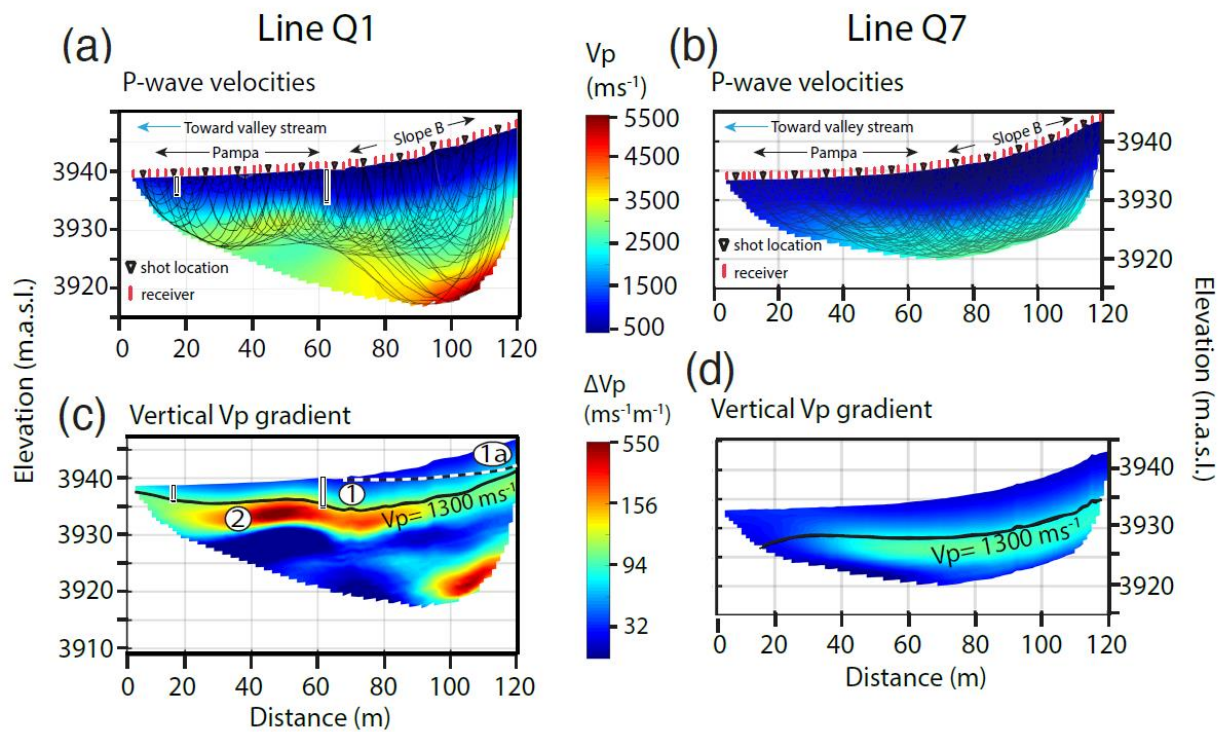 Line Q1
Line Q7
(a)
P-wave velocities
Toward valley stream
Pampa
Slope B
shot location
receiver
3940
3930
3920
0 20 40 60 80 100 120
Vp
(ms⁻¹)
5500
4500
3500
2500
1500
500
(b)
P-wave velocities
Toward valley stream
Pampa
Slope B
shot location
receiver
3940
3930
3920
0 20 40 60 80 100 120
Elevation (m.a.s.l.)
Elevation (m.a.s.l.)
(c)
Vertical Vp gradient
1a
1
2
Vp= 1300 ms⁻¹
3940
3930
3920
3910
0 20 40 60 80 100 120
Distance (m)
ΔVp
(ms⁻¹m⁻¹)
550
156
94
32
(d)
Vertical Vp gradient
Vp= 1300 ms⁻¹
3940
3930
3920
0 20 40 60 80 100 120
Distance (m)